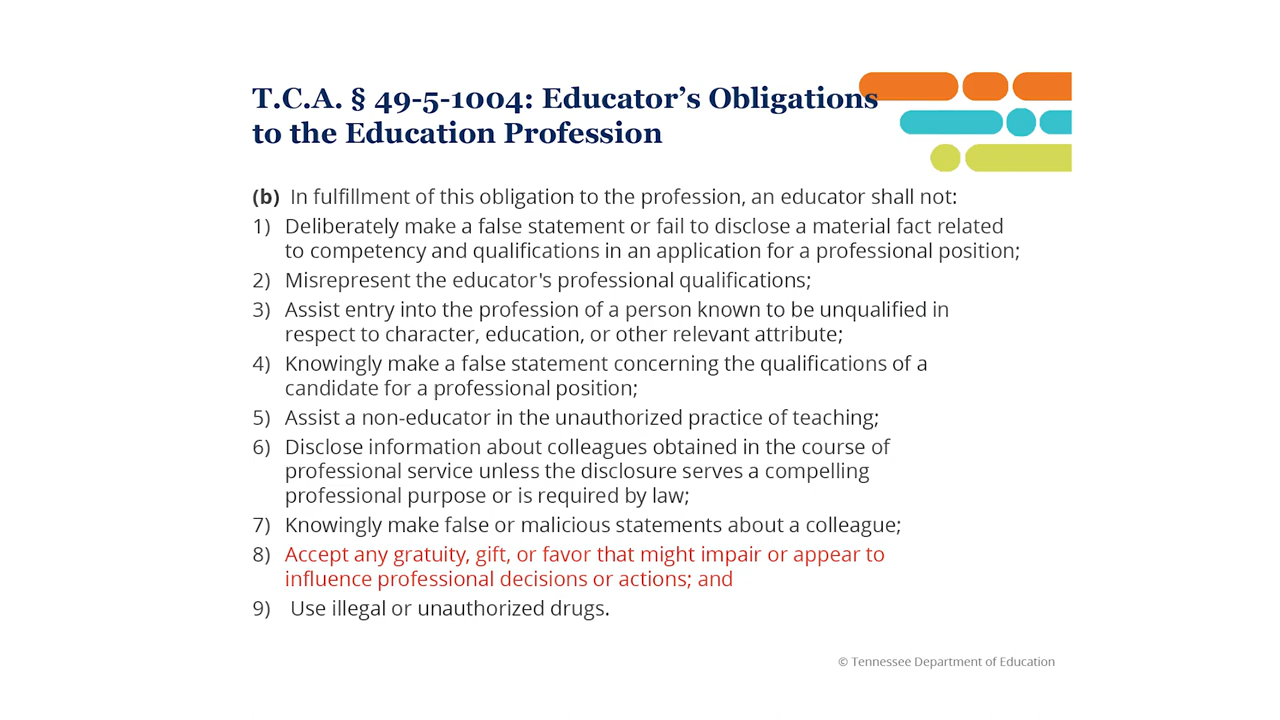 T.C.A. § 49-5-1004: Educator’s Obligations
to the Education Profession
(b) In fulfillment of this obligation to the profession, an educator shall not:
1) Deliberately make a false statement or fail to disclose a material fact related
to competency and qualifications in an application for a professional position;
2) Misrepresent the educator's professional qualifications;
3) Assist entry into the profession of a person known to be unqualified in
respect to character, education, or other relevant attribute;
4) Knowingly make a false statement concerning the qualifications of a
candidate for a professional position;
5) Assist a non-educator in the unauthorized practice of teaching;
6) Disclose information about colleagues obtained in the course of
professional service unless the disclosure serves a compelling
professional purpose or is required by law;
7) Knowingly make false or malicious statements about a colleague;
8) Accept any gratuity, gift, or favor that might impair or appear to
influence professional decisions or actions; and
9) Use illegal or unauthorized drugs.
© Tennessee Department of Education